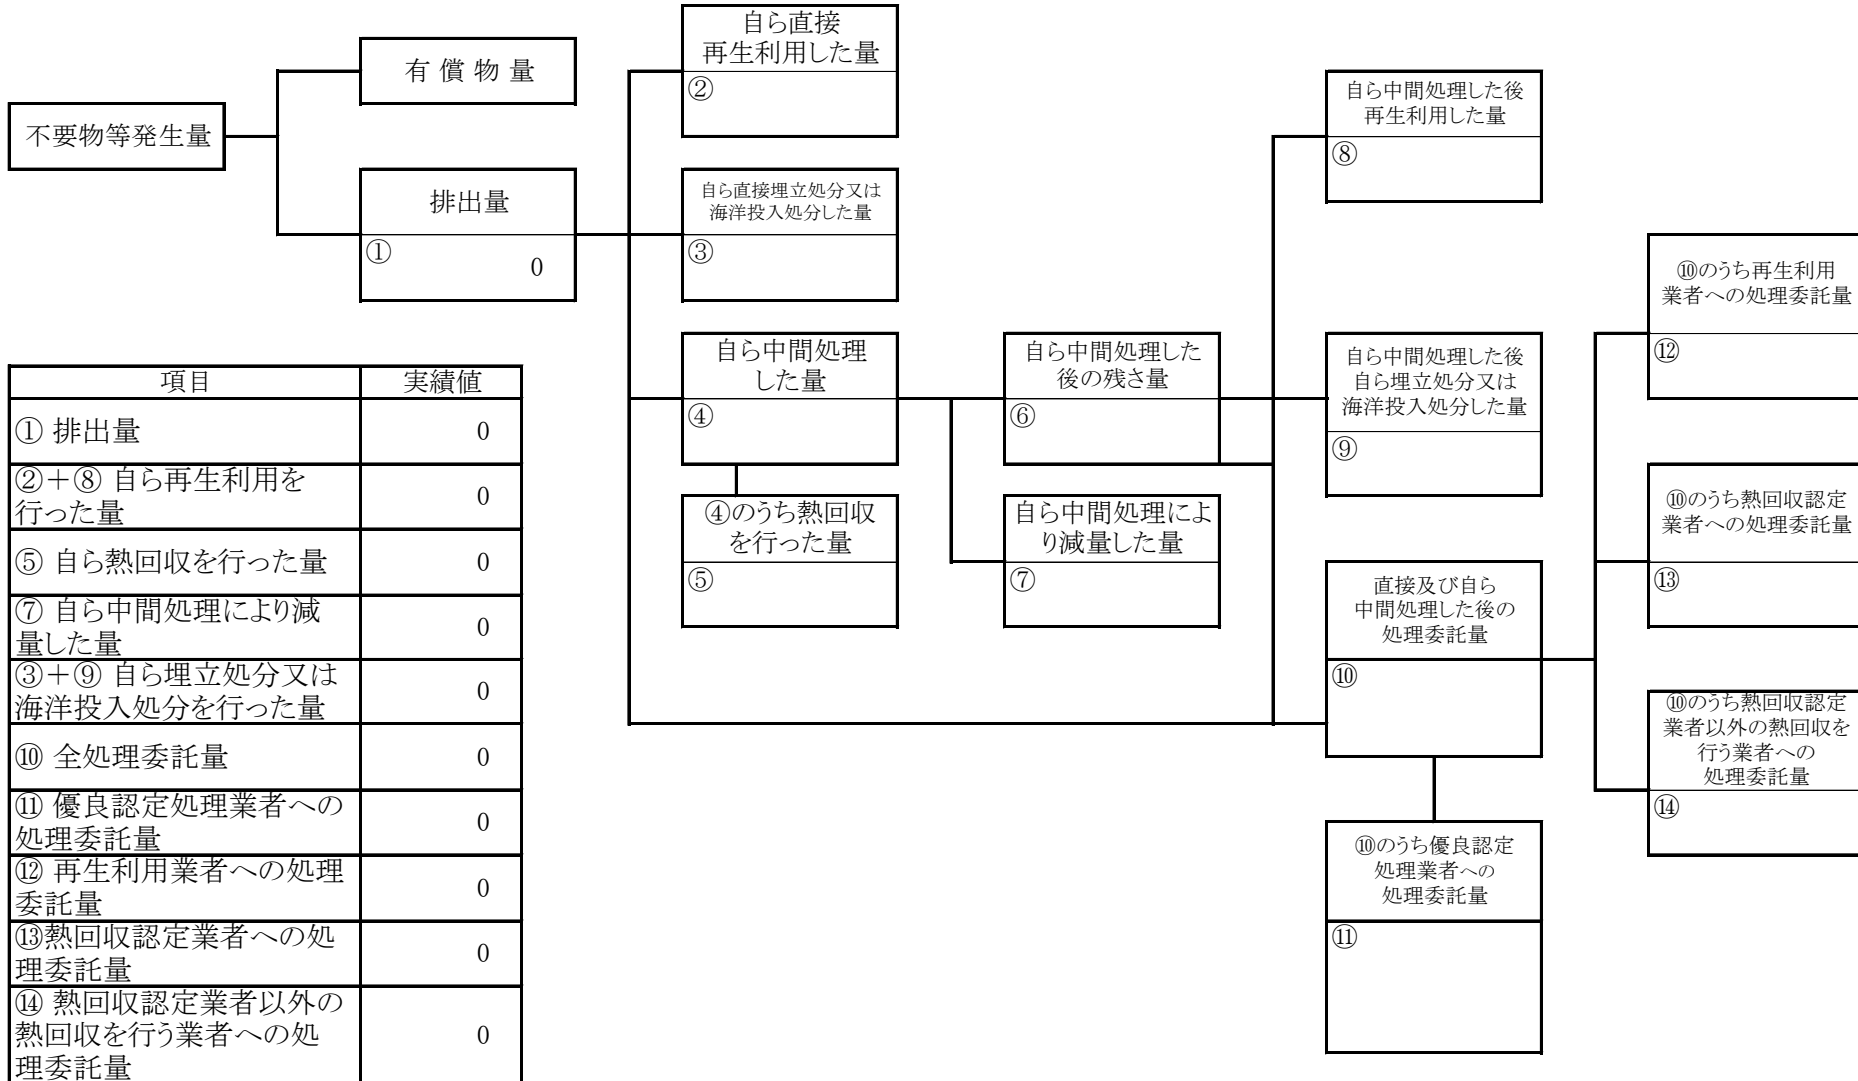 不要物等発生量
有 償 物 量
排出量
①
0
自ら直接
再生利用した量
②
自ら直接埋立処分又は
海洋投入処分した量
③
自ら中間処理
した量
④
④のうち熱回収
を行った量
⑤
自ら中間処理した
後の残さ量
⑥
自ら中間処理によ
り減量した量
⑦
自ら中間処理した後
再生利用した量
⑧
自ら中間処理した後
自ら埋立処分又は
海洋投入処分した量
⑨
直接及び自ら
中間処理した後の
処理委託量
⑩
⑩のうち優良認定
処理業者への
処理委託量
⑪
⑩のうち再生利用
業者への処理委託量
⑫
⑩のうち熱回収認定
業者への処理委託量
⑬
⑩のうち熱回収認定
業者以外の熱回収を
行う業者への
処理委託量
⑭
項目 実績値
① 排出量 0
②＋⑧ 自ら再生利用を
行った量 0
⑤ 自ら熱回収を行った量 0
⑦ 自ら中間処理により減
量した量 0
③＋⑨ 自ら埋立処分又は
海洋投入処分を行った量 0
⑩ 全処理委託量 0
⑪ 優良認定処理業者への
処理委託量 0
⑫ 再生利用業者への処理
委託量 0
⑬熱回収認定業者への処
理委託量 0
⑭ 熱回収認定業者以外の
熱回収を行う業者への処 0
理委託量